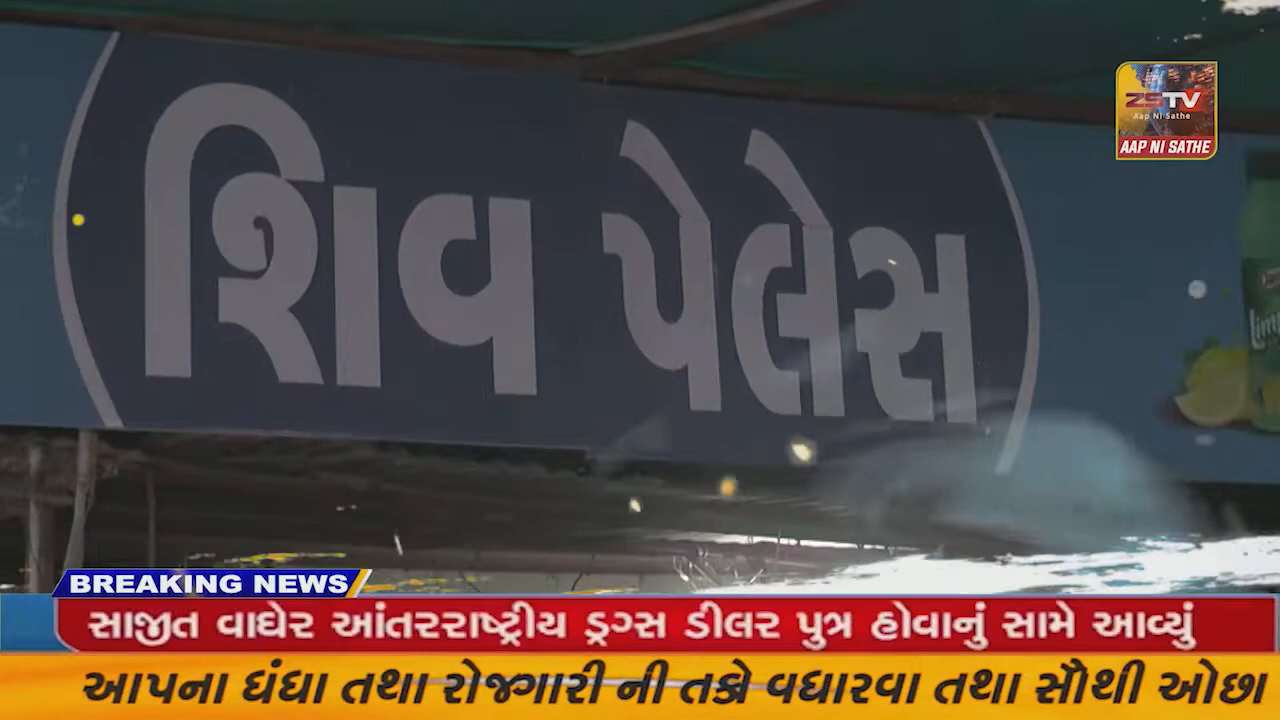 ZSTV
Aap Ni Sathe
AAP NI SATHE
શિવ પેલેસ
BREAKING NEWS
સાજીત વાઘેર આંતરરાષ્ટ્રીય ડ્રગ્સ ડીલર પુત્ર હોવાનું સામે આવ્યું
આપના ધંધા તથા રોજગારી ની તકો વધારવા તથા સૌથી ઓછા